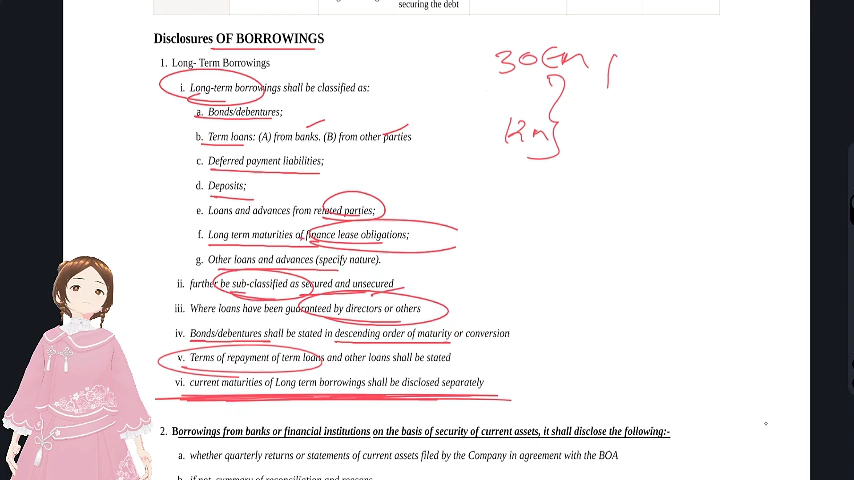 securing the debt
Disclosures OF BORROWINGS
1. Long- Term Borrowings
i. Long-term borrowings shall be classified as:
a. Bonds/debentures;
b. Term loans: (A) from banks. (B) from other parties
c. Deferred payment liabilities;
d. Deposits;
e. Loans and advances from related parties;
f. Long term maturities of finance lease obligations;
g. Other loans and advances (specify nature).
ii. further be sub-classified as secured and unsecured
iii. Where loans have been guaranteed by directors or others
iv. Bonds/debentures shall be stated in descending order of maturity or conversion
v. Terms of repayment of term loans and other loans shall be stated
vi. current maturities of Long term borrowings shall be disclosed separately
2. Borrowings from banks or financial institutions on the basis of security of current assets, it shall disclose the following:-
a. whether quarterly returns or statements of current assets filed by the Company in agreement with the BOA
b. if not, summary of reconciliation and reasons